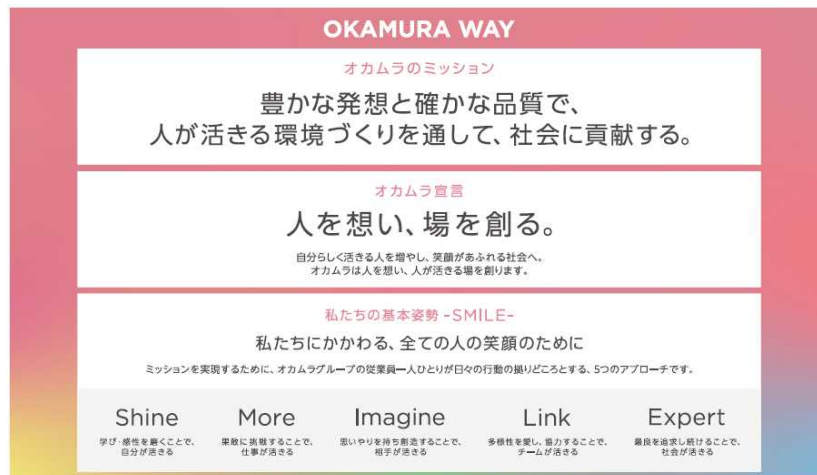 OKAMURA WAY
オカムラのミッション
豊かな発想と確かな品質で、
人が活きる環境づくりを通して、社会に貢献する。
オカムラ宣言
人を想い、場を創る。
自分らしく活きる人を増やし、笑顔があふれる社会へ。
オカムラは人を想い、人が活きる場を創ります。
私たちの基本姿勢 -SMILE-
私たちにかかわる、全ての人の笑顔のために
ミッションを実現するために、オカムラグループの従業員一人ひとりが日々の行動の拠りどころとする、5つのアプローチです。
Shine
学び・感性を磨くことで、
自分が活きる
More
果敢に挑戦することで、
仕事が活きる
Imagine
思いやりを持ち創造することで、
相手が活きる
Link
多様性を愛し、協力することで、
チームが活きる
Expert
最良を追求し続けることで、
社会が活きる